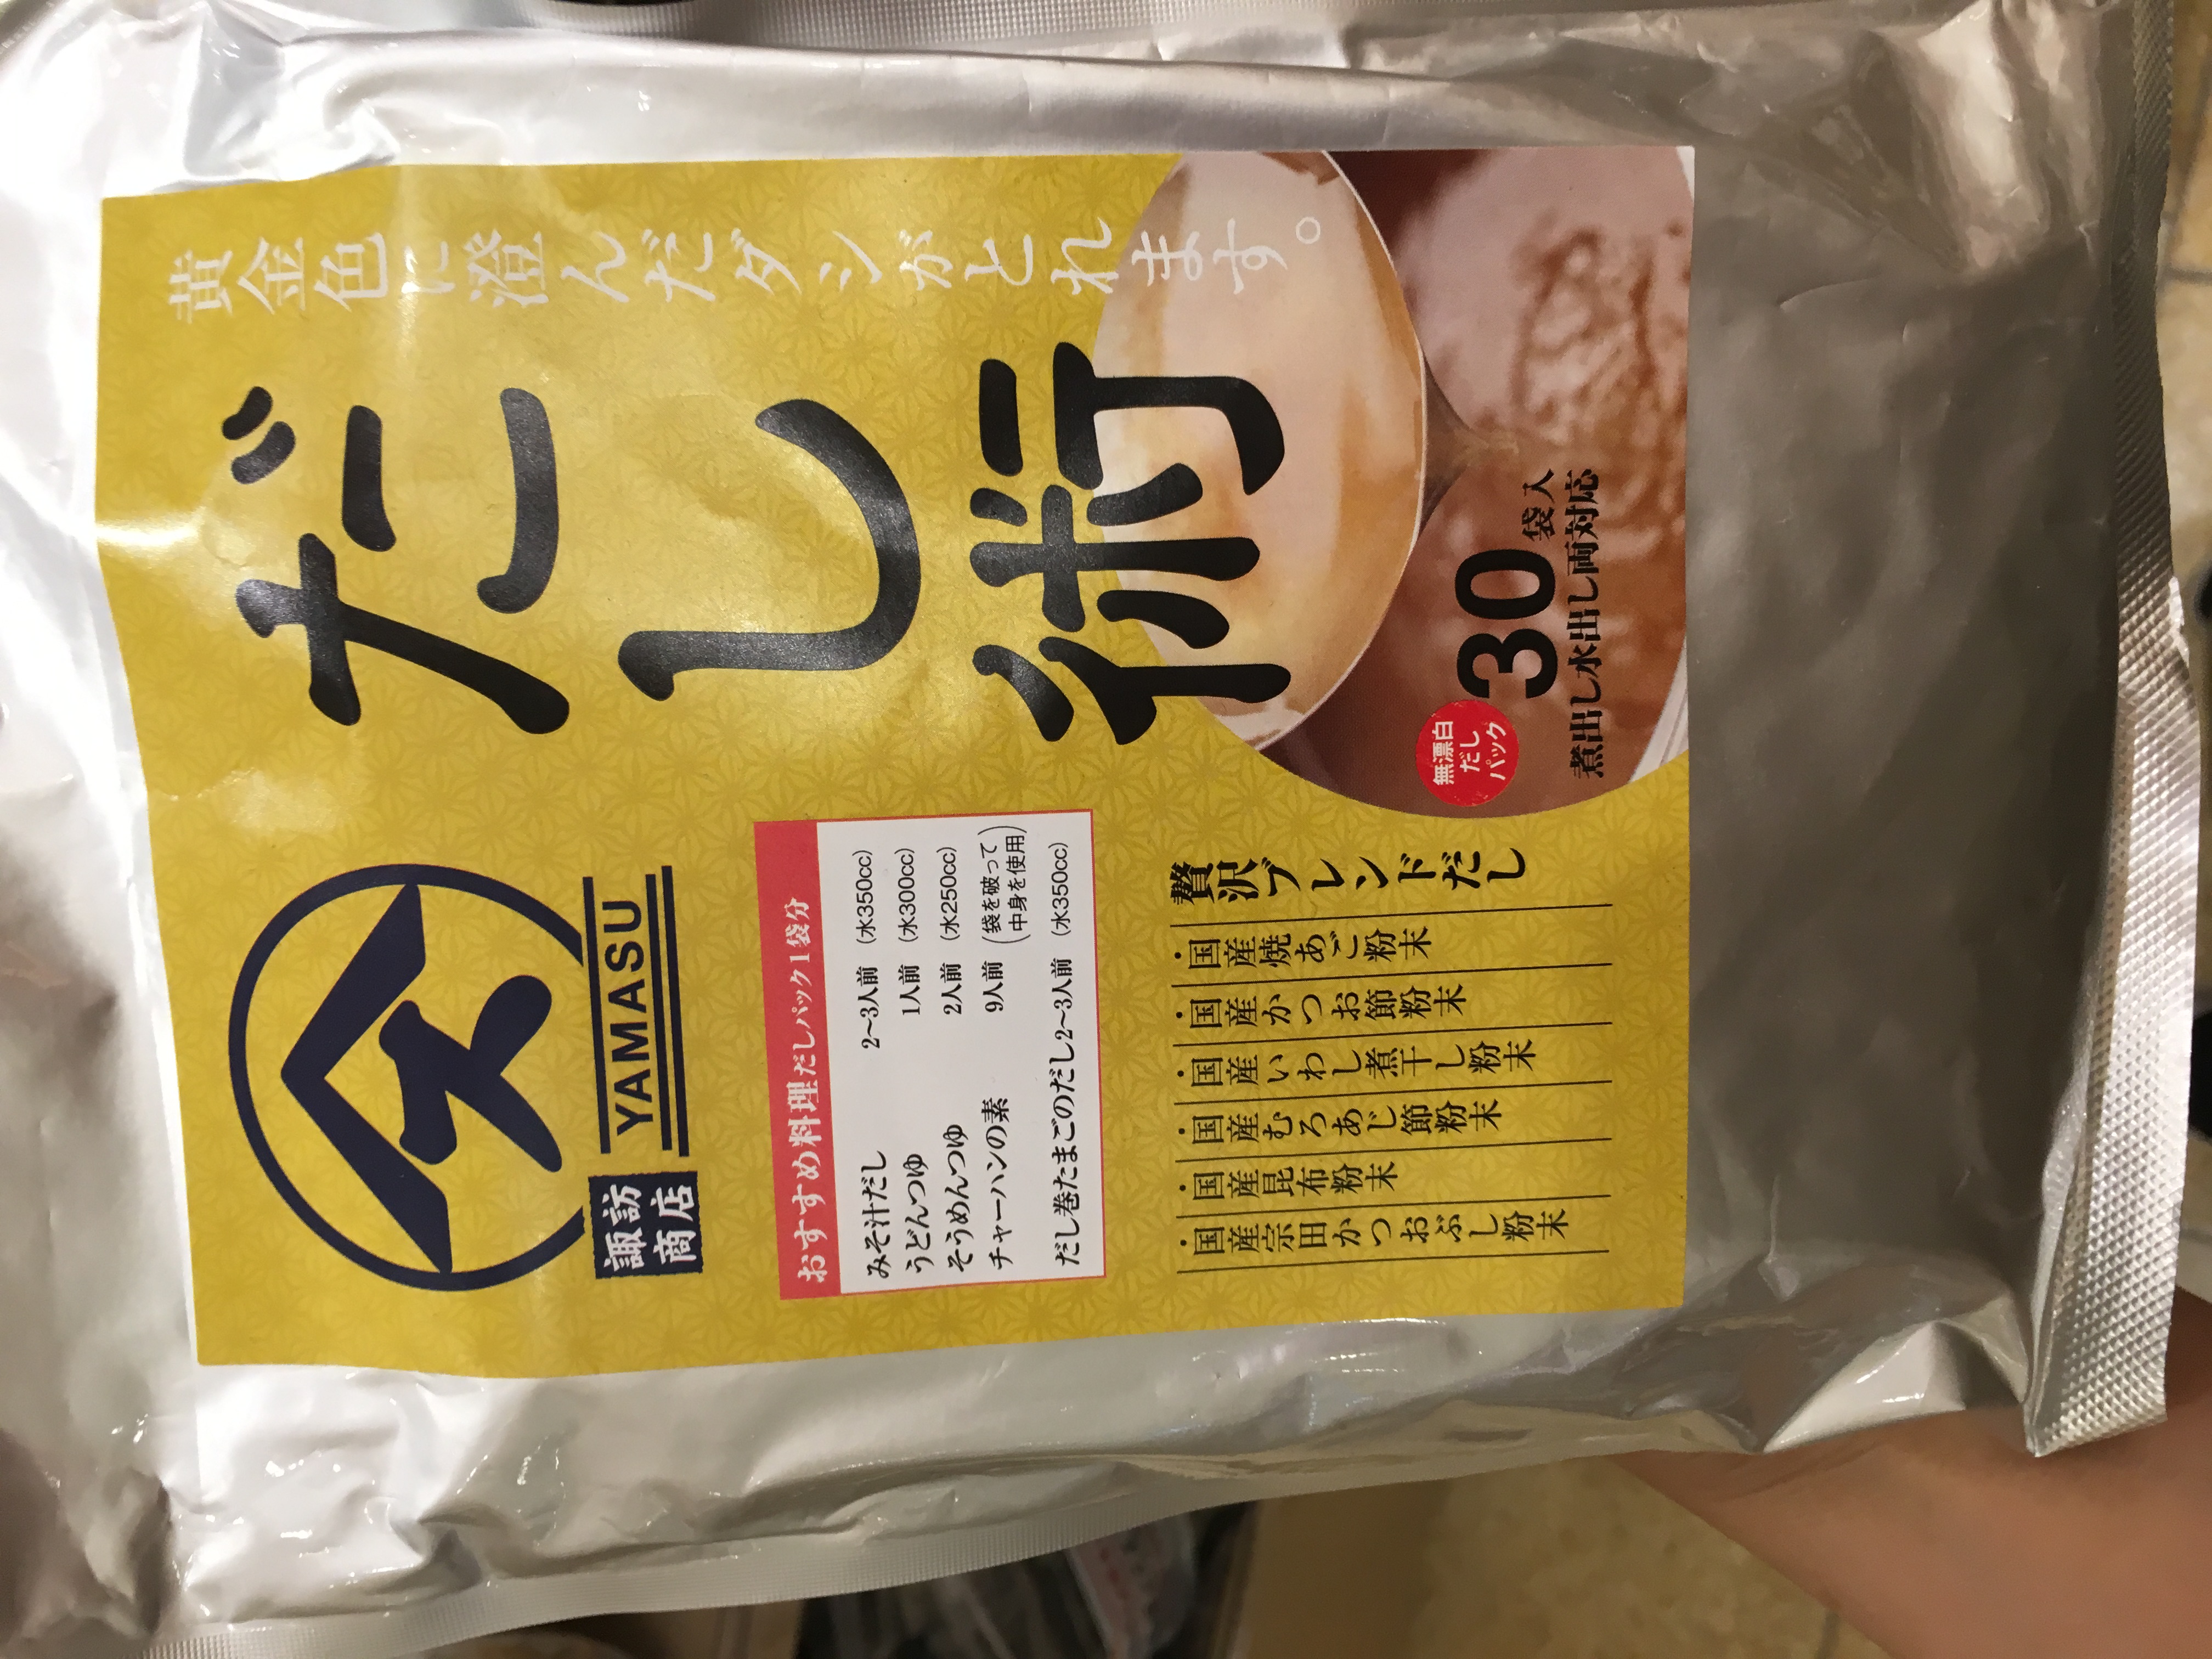 黄金色に澄んだダシがとれます。
だし術
ス
諏訪
商店
YAMASU
おすすめ料理だしパック1袋分
みそ汁だし 2〜3人前 (水350cc)
うどんつゆ 1人前 (水300cc)
そうめんつゆ 2人前 (水250cc)
チャーハンの素 9人前 (袋を破って
中身を使用)
だし巻たまごのだし2〜3人前 (水350cc)
贅沢ブレンドだし
・国産焼あご粉末
・国産かつお節粉末
・国産いわし煮干し粉末
・国産むろあじ節粉末
・国産昆布粉末
・国産宗田かつおぶし粉末
無漂白
だし
パック
30袋入
煮出し水出し両対応